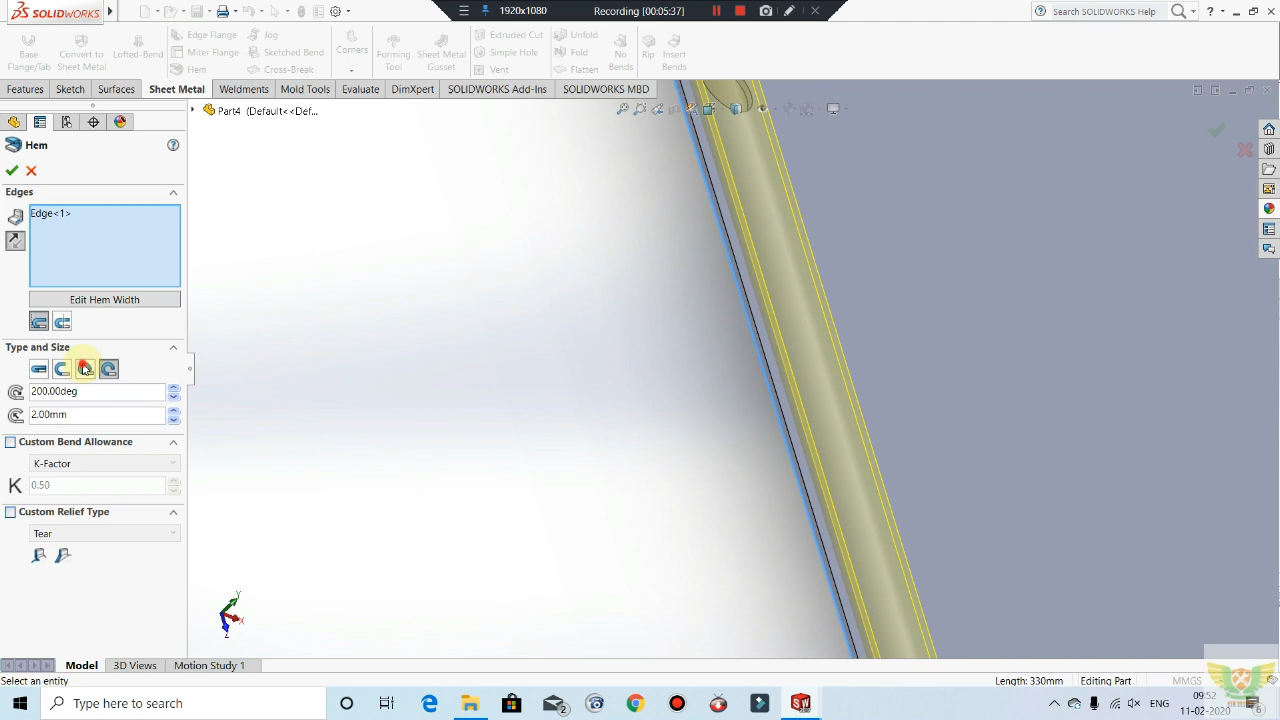 SOLIDWORKS
1920x1080
Recording [00:05:37]
Search SOLIDWORKS Help
Base Flange/Tab
Convert to Sheet Metal
Lofted-Bend
Edge Flange
Miter Flange
Hem
Jog
Sketched Bend
Cross-Break
Corners
Forming Tool
Sheet Metal Gusset
Extruded Cut
Simple Hole
Vent
Unfold
Fold
Flatten
No Bends
Rip
Insert Bends
Features
Sketch
Surfaces
Sheet Metal
Weldments
Mold Tools
Evaluate
DimXpert
SOLIDWORKS Add-Ins
SOLIDWORKS MBD
Part4 (Default<<Def...
Hem
Edges
Edge<1>
Edit Hem Width
Type and Size
200.00deg
2.00mm
Custom Bend Allowance
K-Factor
K
0.50
Custom Relief Type
Tear
Y
X
Z
Model
3D Views
Motion Study 1
Select an entity
Length: 330mm
Editing Part
MMGS
Type here to search
2
SW
ENG
09:52
11-02-2020
6